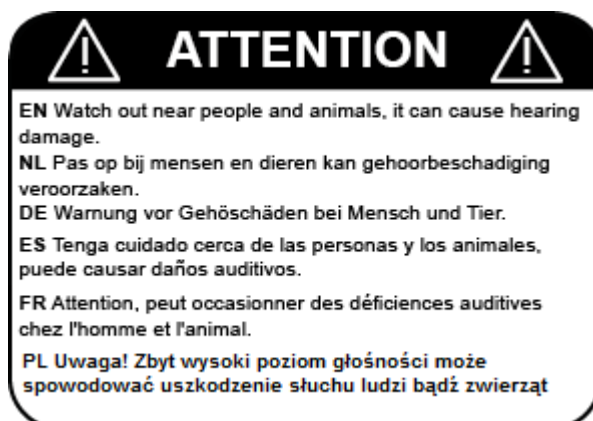 ATTENTION
EN Watch out near people and animals, it can cause hearing
damage.
NL Pas op bij mensen en dieren kan gehoorbeschadiging
veroorzaken.
DE Warnung vor Gehöschäden bei Mensch und Tier.
ES Tenga cuidado cerca de las personas y los animales,
puede causar daños auditivos.
FR Attention, peut occasionner des déficiences auditives
chez l'homme et l'animal.
PL Uwaga! Zbyt wysoki poziom głośności może
spowodować uszkodzenie słuchu ludzi bądź zwierząt